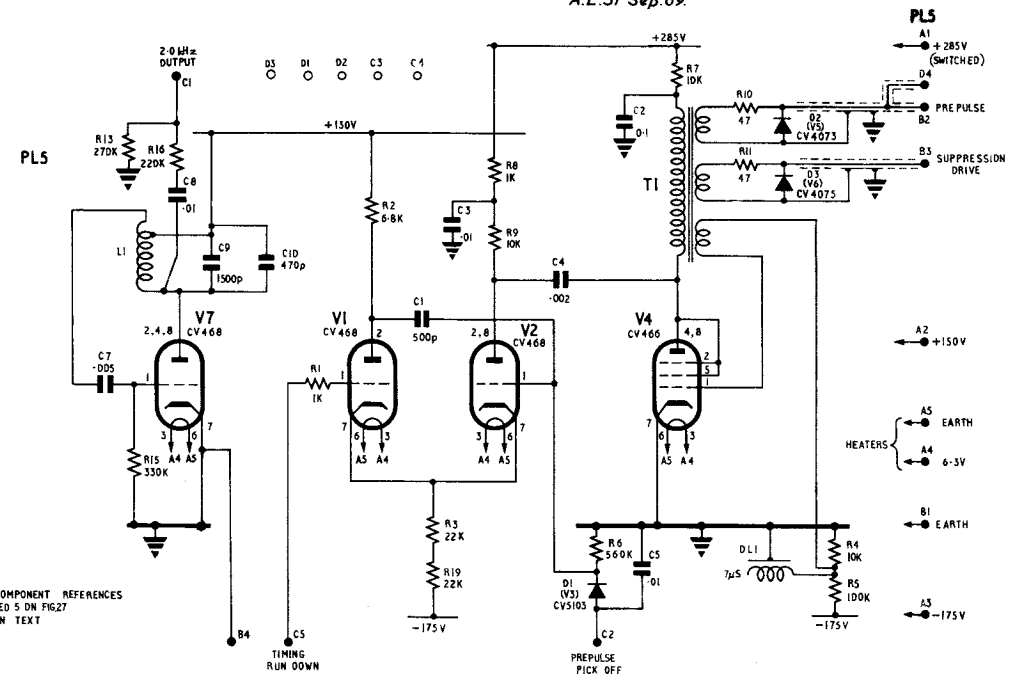 A.L.S1 Sep.69.
PL5
A1
+285V
(SWITCHED)
D4
PREPULSE
B2
B3
SUPPRESSION
DRIVE
2.0 kHz
OUTPUT
C1
D3 D1 D2 C3 C4
+285V
R7
10K
C2
0.1
R10
47
D2
(V5)
CV4073
R11
47
D3
(V6)
CV4075
T1
PL5
R13
270K
R16
220K
C8
.01
+150V
R8
1K
R2
6.8K
C3
.01
R9
10K
L1
C9
1500p
C10
470p
C4
.002
C1
500p
V7
CV468
2,4,8
V1
CV468
2
V2
CV468
2,8
V4
CV466
4,8
2
5
1
A2
+150V
C7
.005
1
R1
1K
1
1
3 6 7
A4 A5
7 6 3
A5 A4
3 6 7
A4 A5
7 6 3
A5 A4
R15
330K
A5
EARTH
HEATERS
A4
6.3V
B1
EARTH
R3
22K
R19
22K
-175V
R6
560K
C5
.01
D1
(V3)
CV5103
DL1
7µS
R4
10K
R5
100K
-175V
A3
-175V
OMPONENT REFERENCES
ED 5 ON FIG.27
N TEXT
B4
C5
TIMING
RUN DOWN
C2
PREPULSE
PICK OFF